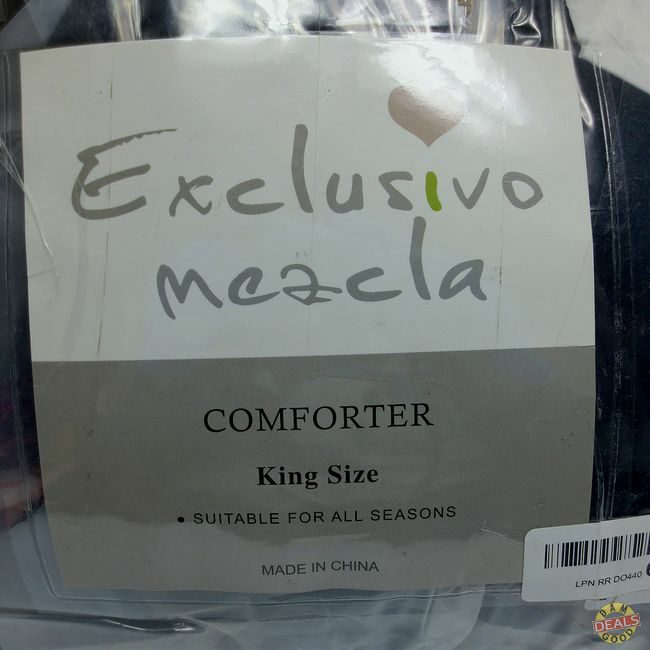 Exclusivo
mezcla
COMFORTER
King Size
• SUITABLE FOR ALL SEASONS
MADE IN CHINA
LPN RR DO440
DAM
DEALS
GOOD